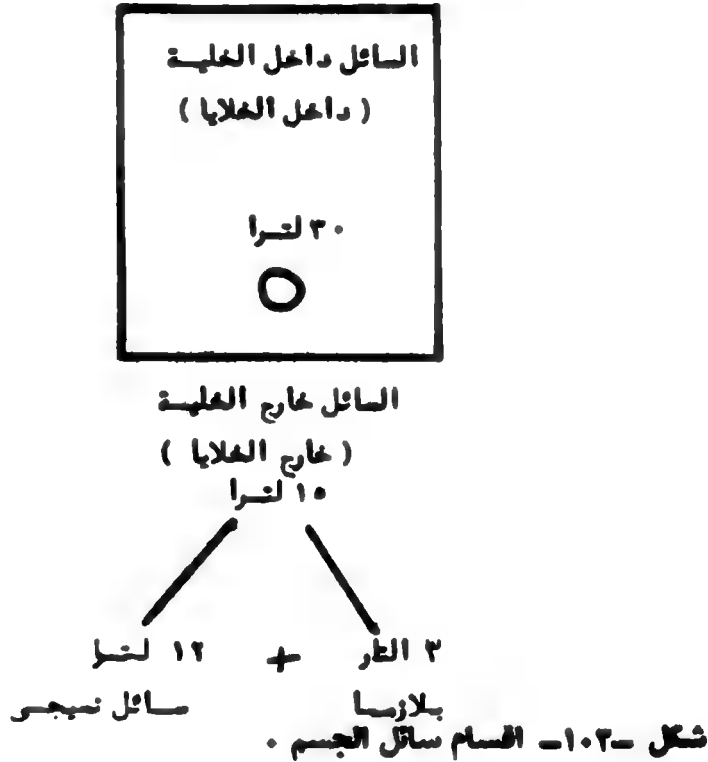 السائل داخل الخلية
( داخل الخلايا )
٣٠ لترا
السائل خارج الخلية
( خارج الخلايا )
١٥ لترا
٣ التار + ١٢ لترا
بلازما سائل نسيجي
شكل -١٠٣- اقسام سائل الجسم .